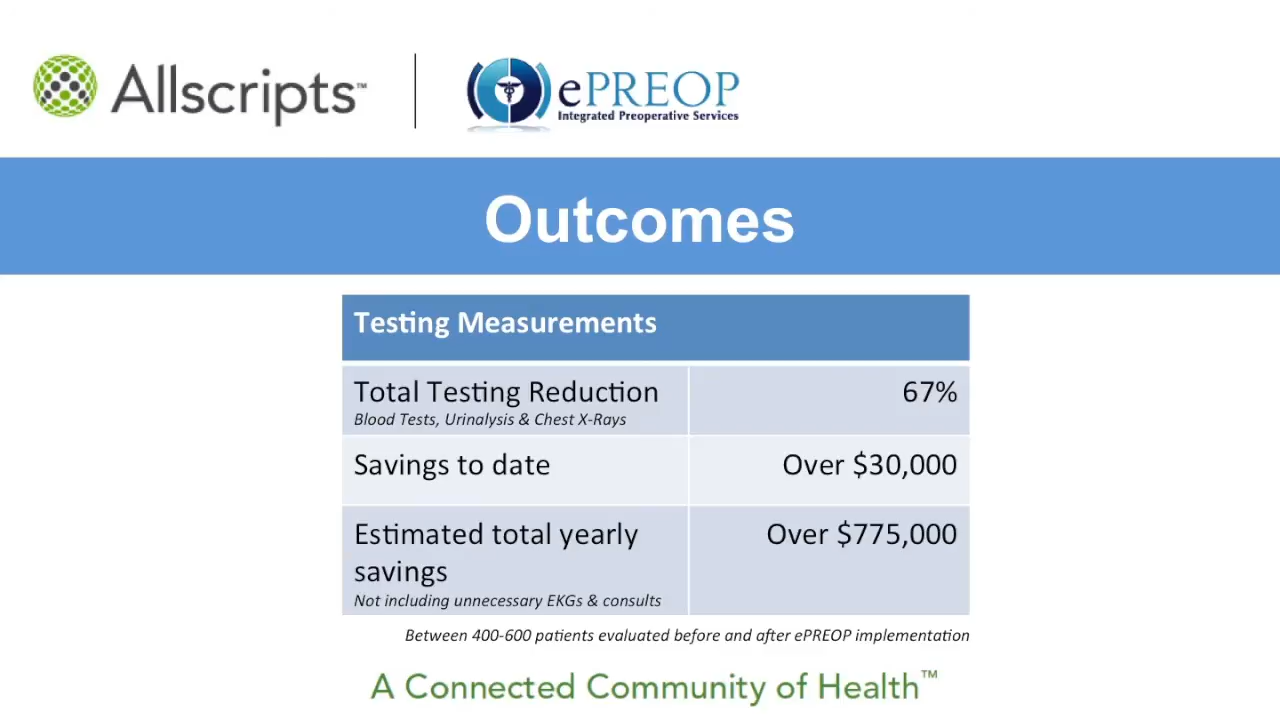 Allscripts™
ePREOP
Integrated Preoperative Services
Outcomes
Testing Measurements
Total Testing Reduction 67%
Blood Tests, Urinalysis & Chest X-Rays
Savings to date Over $30,000
Estimated total yearly Over $775,000
savings
Not including unnecessary EKGs & consults
Between 400-600 patients evaluated before and after ePREOP implementation
A Connected Community of Health™